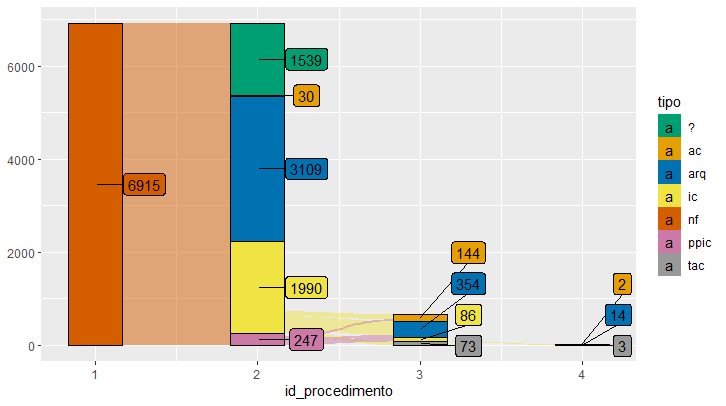 6000
4000
2000
0
6915
1539
30
3109
1990
247
144
354
86
73
2
14
3
1
2
3
4
id_procedimento
tipo
a ?
a ac
a arq
a ic
a nf
a ppic
a tac